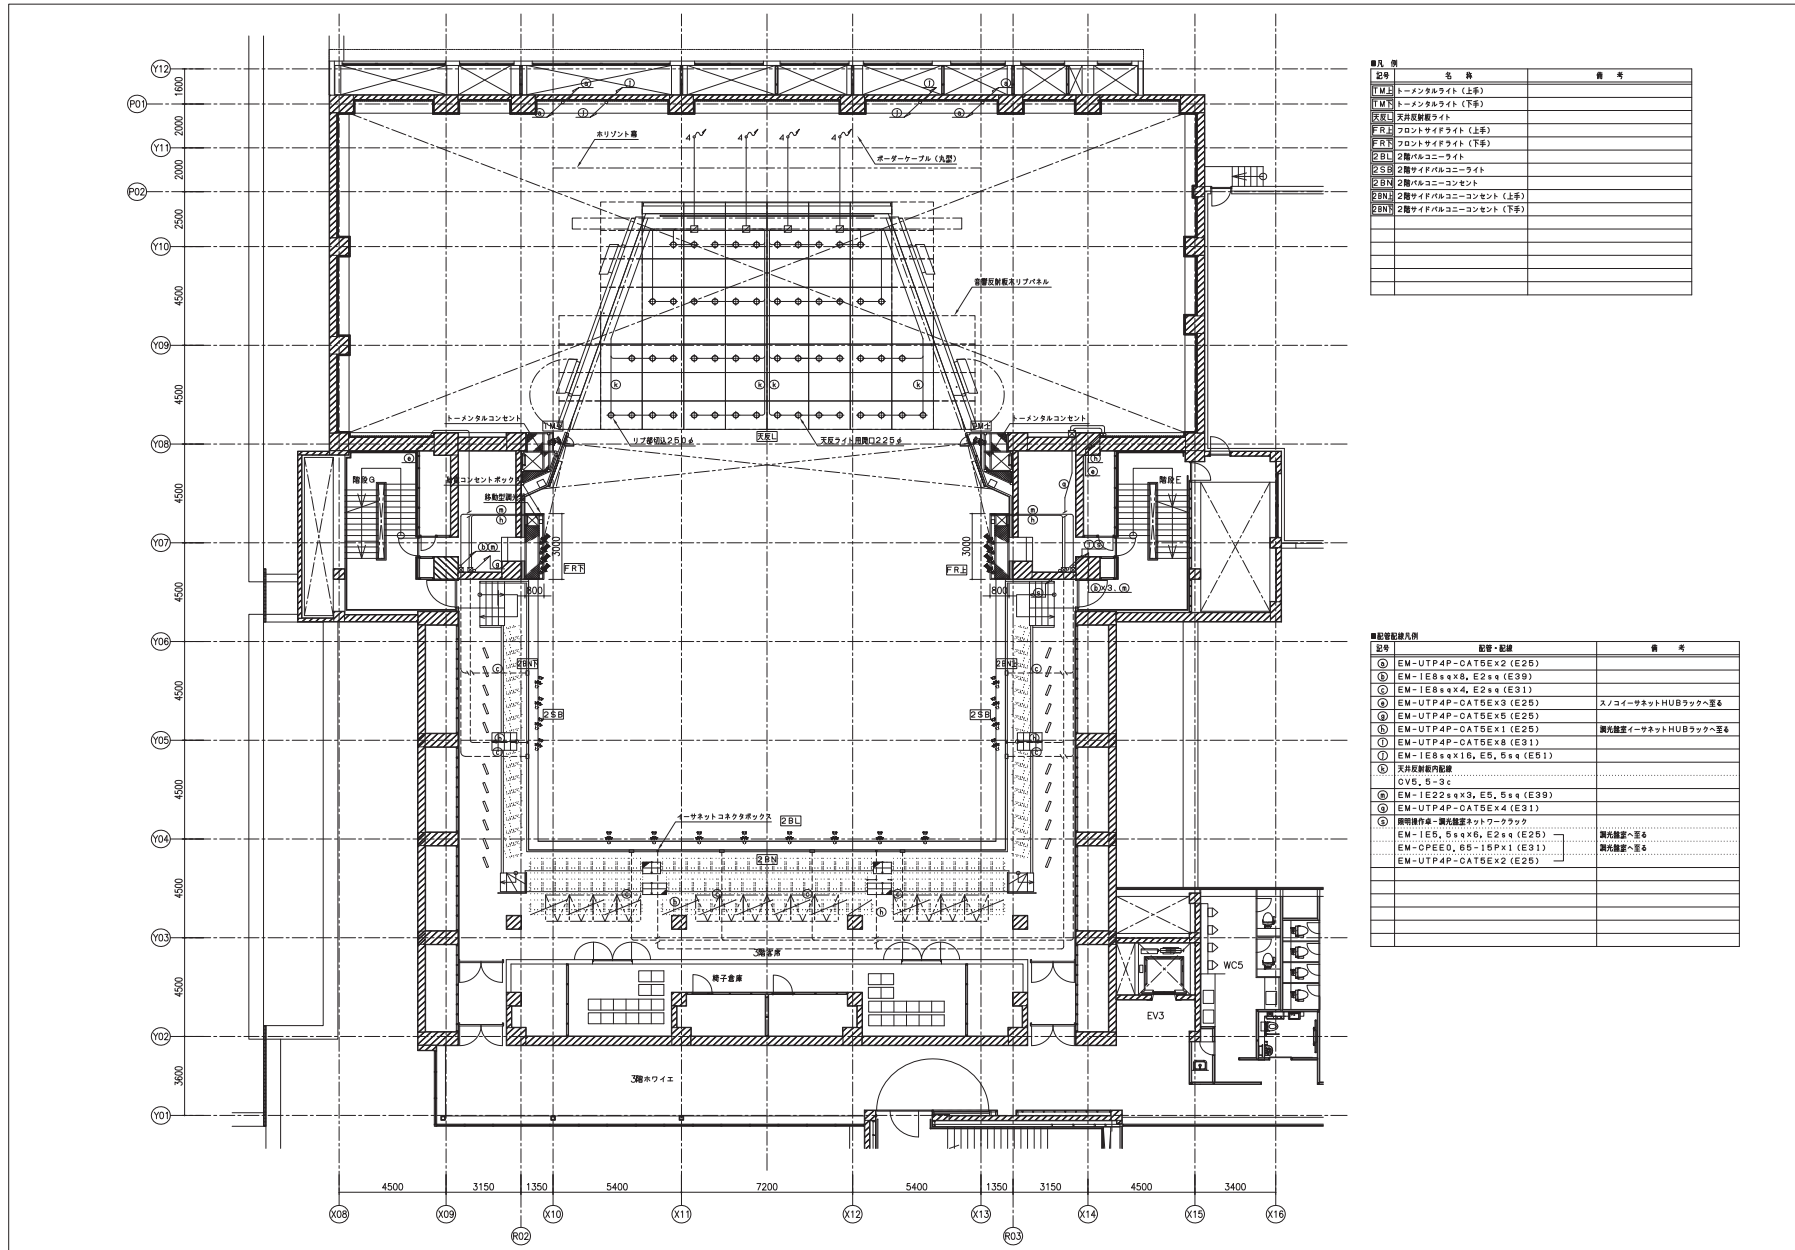 Y12
P01
Y11
P02
Y10
Y09
Y08
Y07
Y06
Y05
Y04
Y03
Y02
Y01
1600
2000
2000
2500
4500
4500
4500
4500
4500
4500
4500
4500
3600
ホリゾント幕
4
4
4
4
ボーダーケーブル(丸型)
音響反射板木リブパネル
トーメンタルコンセント
トーメンタルコンセント
リブ部切込250φ
天反L
天反ライト用開口225φ
階段G
コンセントボックス
移動型調光
階段E
3000
3000
FR下
FR上
800
800
ⓑx3、ⓜ
2BN下
2SB
2SB
イーサネットコネクタボックス
2BL
2BN
3階客席
椅子倉庫
WC5
EV3
3階ホワイエ
4500
3150
1350
5400
7200
5400
1350
3150
4500
3400
X08
X09
X10
X11
X12
X13
X14
X15
X16
R02
R03
■凡 例
記号 名 称 備 考
TM上 トーメンタルライト(上手)
TM下 トーメンタルライト(下手)
天反L 天井反射板ライト
FR上 フロントサイドライト(上手)
FR下 フロントサイドライト(下手)
2BL 2階バルコニーライト
2SB 2階サイドバルコニーライト
2BN 2階バルコニーコンセント
2BN上 2階サイドバルコニーコンセント(上手)
2BN下 2階サイドバルコニーコンセント(下手)
■配管配線凡例
記号 配管・配線 備 考
ⓐ EM-UTP4P-CAT5E×2(E25)
ⓑ EM-IE8sq×8,E2sq(E39)
ⓒ EM-IE8sq×4,E2sq(E31)
ⓔ EM-UTP4P-CAT5E×3(E25) スノコイーサネットHUBラックへ至る
ⓖ EM-UTP4P-CAT5E×5(E25)
ⓗ EM-UTP4P-CAT5E×1(E25) 調光盤室イーサネットHUBラックへ至る
ⓘ EM-UTP4P-CAT5E×8(E31)
ⓙ EM-IE8sq×16,E5.5sq(E51)
ⓚ 天井反射板内配線
CV5.5-3c
ⓜ EM-IE22sq×3,E5.5sq(E39)
ⓠ EM-UTP4P-CAT5E×4(E31)
ⓢ 照明操作卓-調光盤室ネットワークラック
EM-IE5.5sq×6,E2sq(E25) 調光盤室へ至る
EM-CPEE0.65-15P×1(E31) 調光盤室へ至る
EM-UTP4P-CAT5E×2(E25)